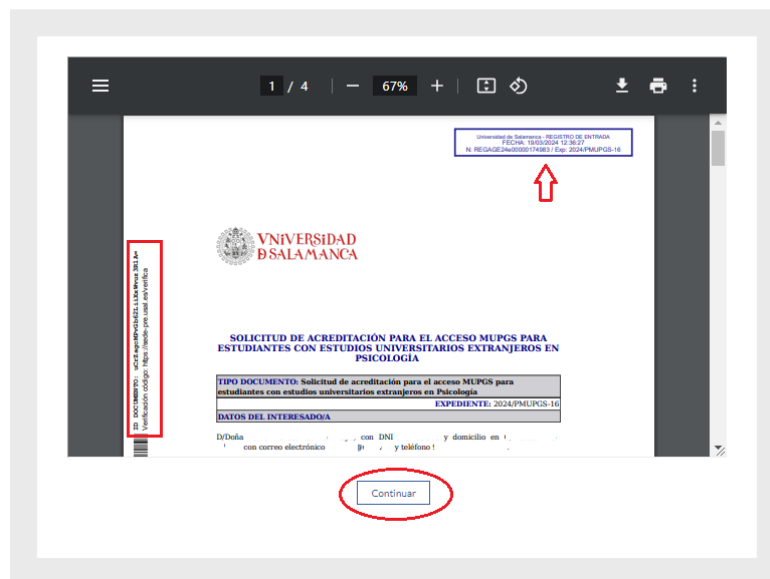 1 / 4
67%
Universidad de Salamanca - REGISTRO DE ENTRADA
FECHA: 19/03/2024 12:36:27
N: REGAGE24e00000174983 / Exp: 2024/PMUPGS-16
VNiVERSiDAD
D SALAMANCA
ID DOCUMENTO:
Verificación código: https://sede-pre.usal.es/verifica
SOLICITUD DE ACREDITACIÓN PARA EL ACCESO MUPGS PARA
ESTUDIANTES CON ESTUDIOS UNIVERSITARIOS EXTRANJEROS EN
PSICOLOGÍA
TIPO DOCUMENTO: Solicitud de acreditación para el acceso MUPGS para
estudiantes con estudios universitarios extranjeros en Psicología
EXPEDIENTE: 2024/PMUPGS-16
DATOS DEL INTERESADO/A
D/Doña , con DNI y domicilio en
con correo electrónico y teléfono
Continuar